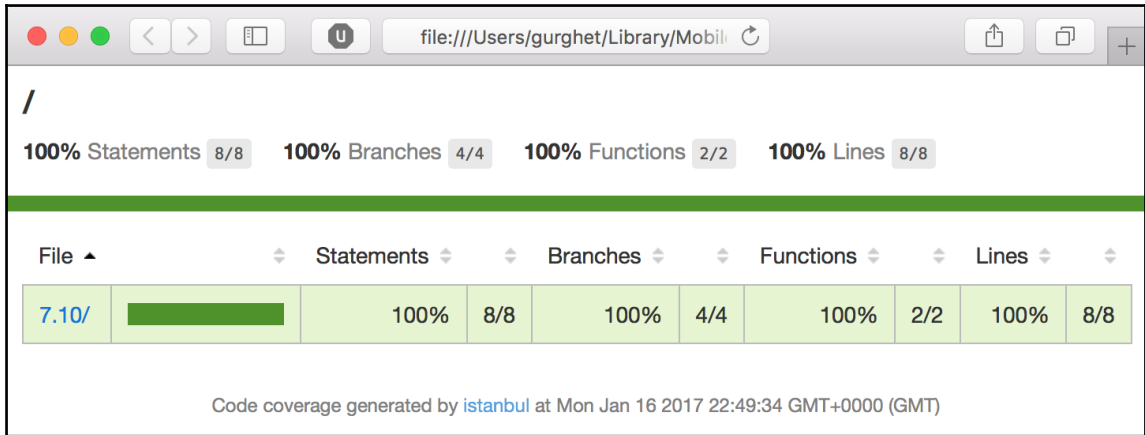 file:///Users/gurghet/Library/Mobil
/
100% Statements 8/8 100% Branches 4/4 100% Functions 2/2 100% Lines 8/8
File Statements Branches Functions Lines
7.10/ 100% 8/8 100% 4/4 100% 2/2 100% 8/8
Code coverage generated by istanbul at Mon Jan 16 2017 22:49:34 GMT+0000 (GMT)